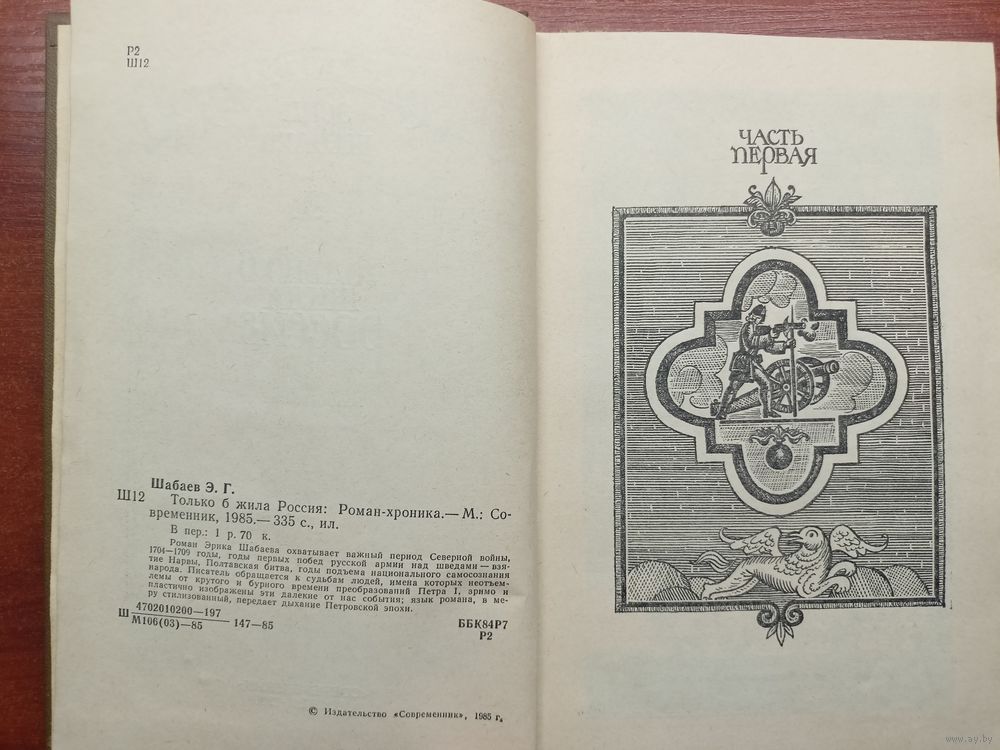 Р2
Ш12
Шабаев Э. Г.
Ш12 Только б жила Россия: Роман-хроника.— М.: Со-
временник, 1985.— 335 с., ил.
В пер.: 1 р. 70 к.
Роман Эрика Шабаева охватывает важный период Северной войны,
1704—1709 годы, годы первых побед русской армии над шведами — взя-
тие Нарвы, Полтавская битва, годы подъема национального самосознания
народа. Писатель обращается к судьбам людей, имена которых неотъем-
лемы от крутого и бурного времени преобразований Петра I, зримо и
пластично изображены эти далекие от нас события; язык романа, в ме-
ру стилизованный, передает дыхание Петровской эпохи.
Ш 4702010200—197
М106(03)—85 147—85 ББК84Р7
Р2
© Издательство «Современник», 1985 г.
ЧАСТЬ
ПЕРВАЯ
www.ay.by